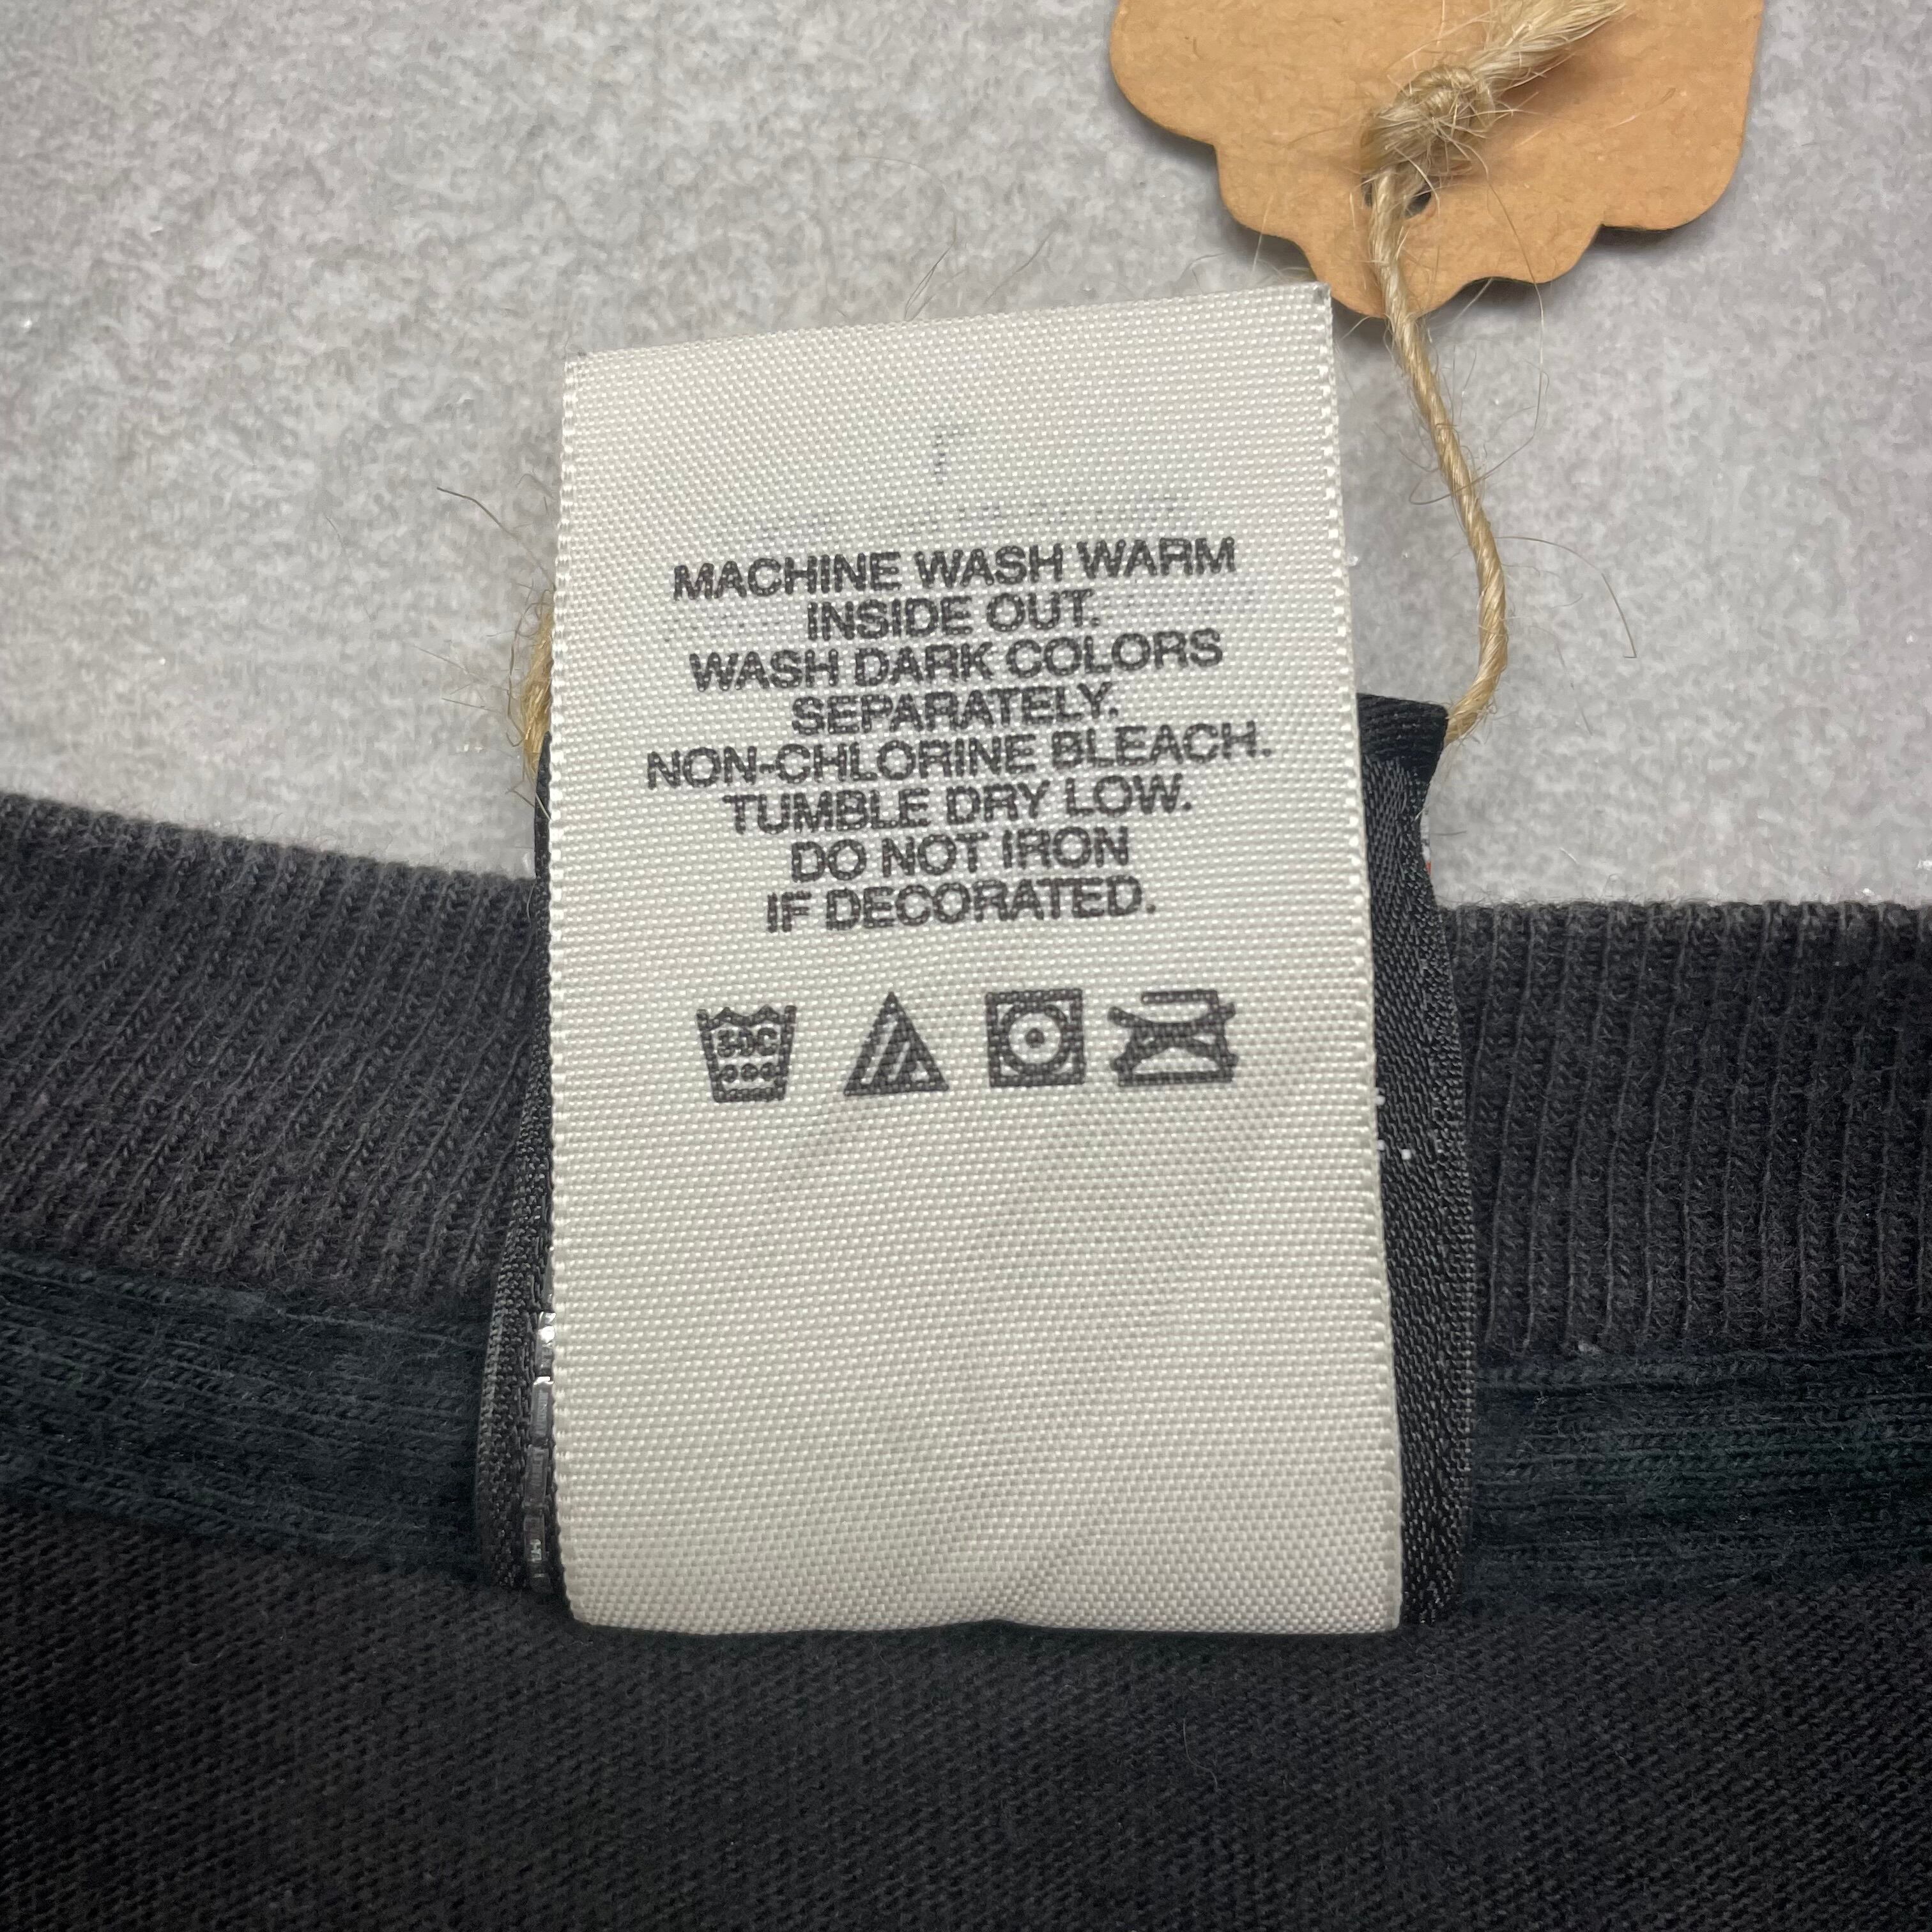 MACHINE WASH WARM
INSIDE OUT.
WASH DARK COLORS
SEPARATELY.
NON-CHLORINE BLEACH.
TUMBLE DRY LOW.
DO NOT IRON
IF DECORATED.